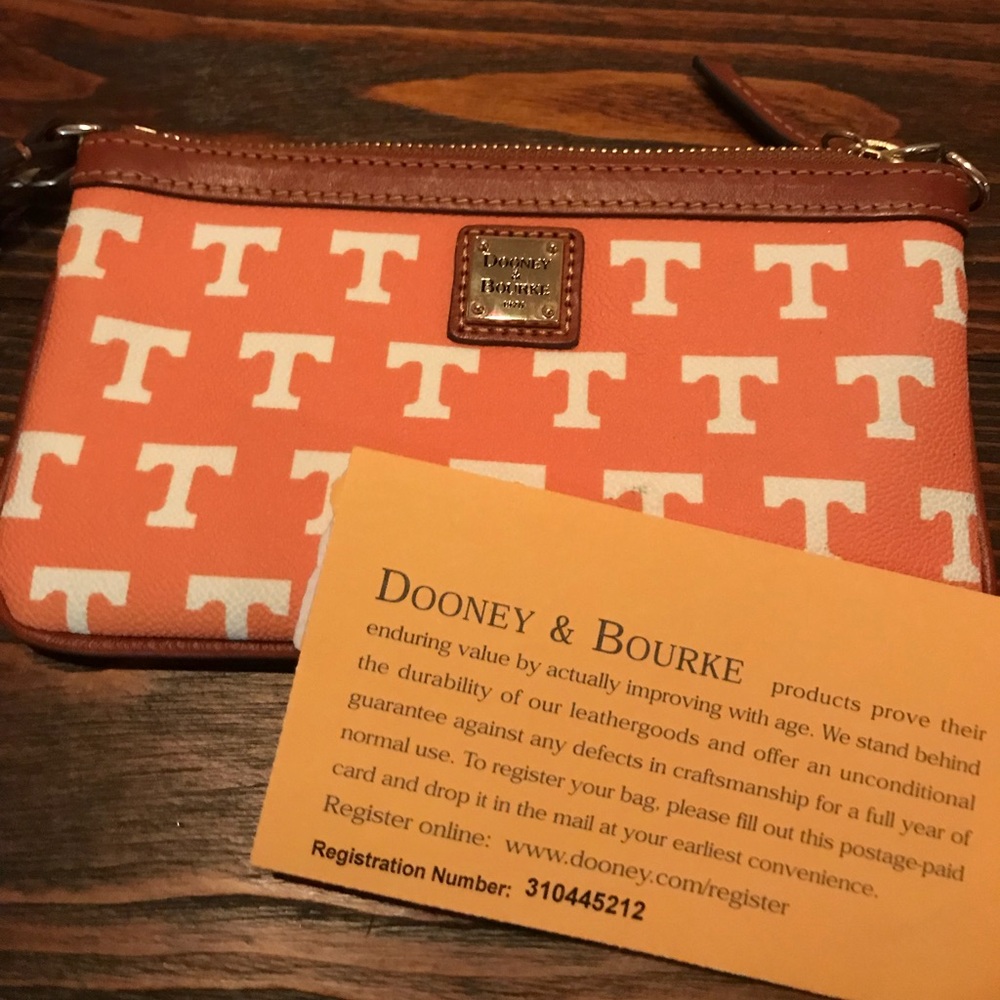 T T T T T T
DOONEY
&
BOURKE
T T T T T T
T T T T T T T
T T
DOONEY & BOURKE products prove their
enduring value by actually improving with age. We stand behind
the durability of our leathergoods and offer an unconditional
guarantee against any defects in craftsmanship for a full year of
normal use. To register your bag, please fill out this postage-paid
card and drop it in the mail at your earliest convenience.
Register online: www.dooney.com/register
Registration Number: 310445212